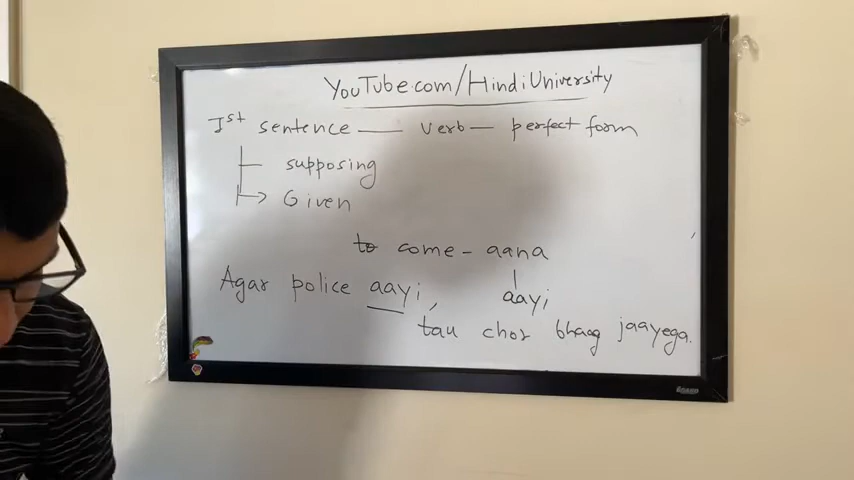 YouTube.com/HindiUniversity
Ist sentence — verb — perfect form
supposing
Given
to come - aana
aayi
Agar police aayi,
tau chor bhaag jaayega.